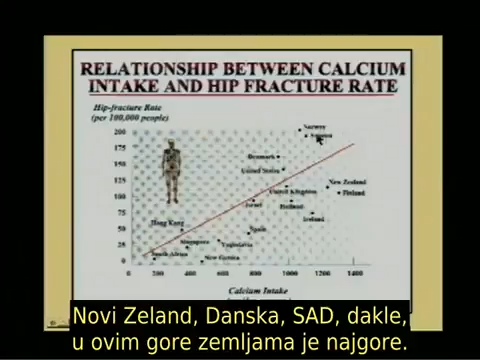 RELATIONSHIP BETWEEN CALCIUM
INTAKE AND HIP FRACTURE RATE
Hip-fracture Rate
(per 100,000 people)
200
175
150
125
100
75
50
25
0
Norway
Sweden
Denmark
United States
New Zealand
United Kingdom
Finland
Israel
Holland
Ireland
Hong Kong
Spain
Singapore
Yugoslavia
South Africa
New Guinea
200 400 600 800 1000 1200 1400
Calcium Intake
Novi Zeland, Danska, SAD, dakle,
u ovim gore zemljama je najgore.